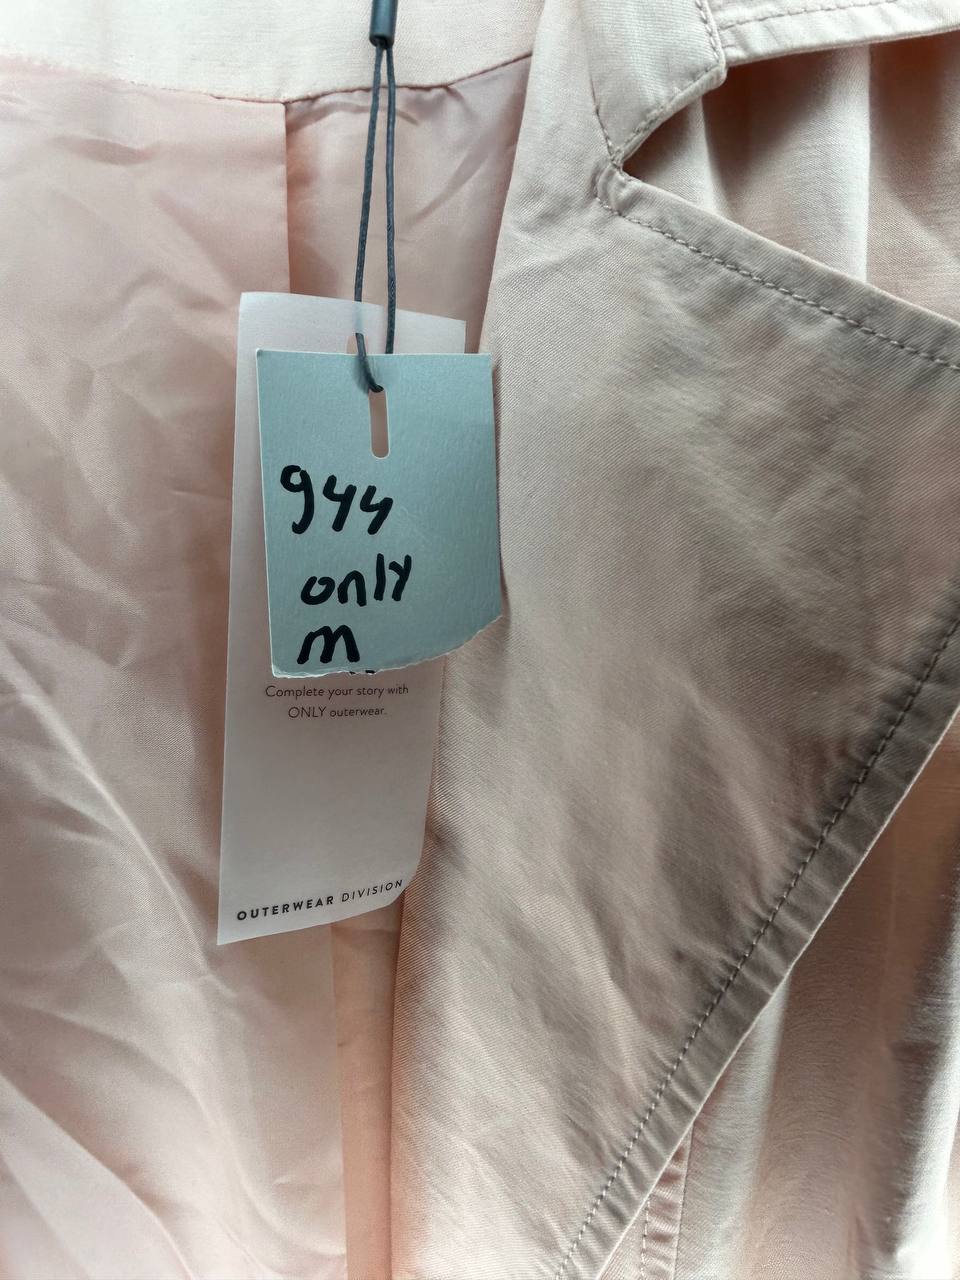 944
only
m
Complete your story with
ONLY outerwear.
OUTERWEAR DIVISION